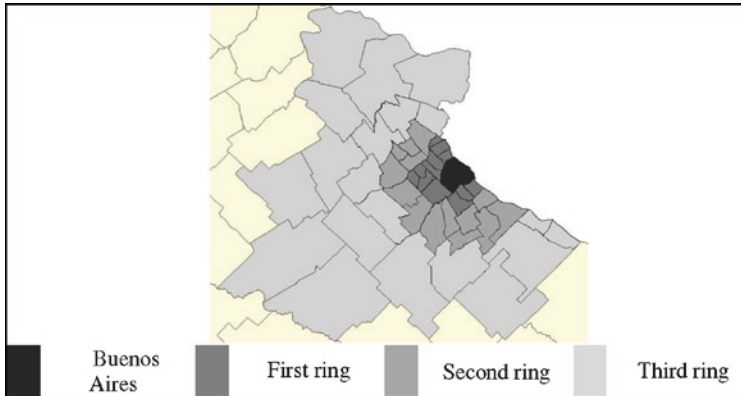 Buenos
Aires
First ring
Second ring
Third ring